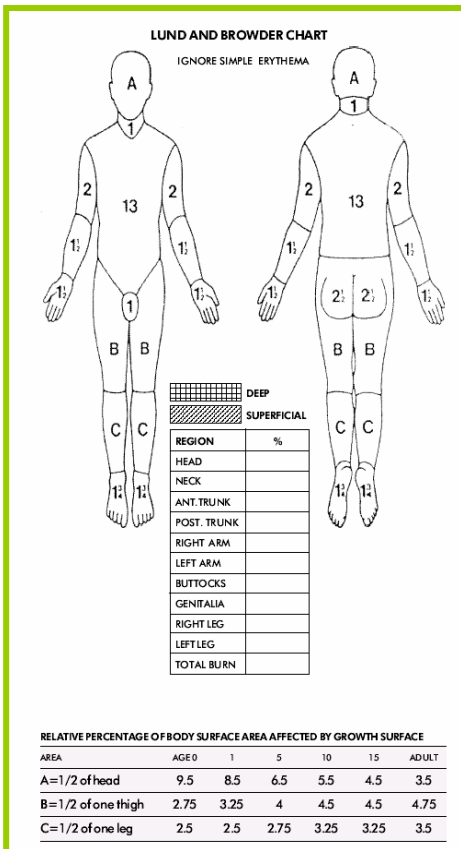 LUND AND BROWDER CHART
IGNORE SIMPLE ERYTHEMA
A
A
1
1
2
2
2
2
13
13
1½
1½
1½
1½
1½
1½
1½
1½
1
2½
2½
B
B
B
B
DEEP
SUPERFICIAL
C
C
C
C
REGION %
HEAD
NECK
1¾
1¾
1¾
1¾
ANT.TRUNK
POST. TRUNK
RIGHT ARM
LEFT ARM
BUTTOCKS
GENITALIA
RIGHT LEG
LEFT LEG
TOTAL BURN
RELATIVE PERCENTAGE OF BODY SURFACE AREA AFFECTED BY GROWTH SURFACE
AREA AGE 0 1 5 10 15 ADULT
A=1/2 of head 9.5 8.5 6.5 5.5 4.5 3.5
B=1/2 of one thigh 2.75 3.25 4 4.5 4.5 4.75
C=1/2 of one leg 2.5 2.5 2.75 3.25 3.25 3.5